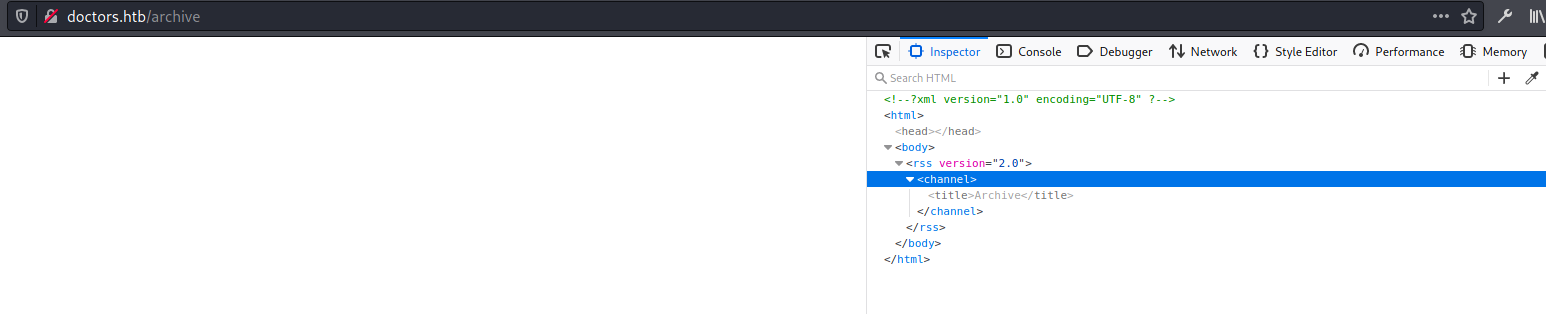 doctors.htb/archive
Inspector Console Debugger Network Style Editor Performance Memory
Search HTML
<!--?xml version="1.0" encoding="UTF-8" ?-->
<html>
<head></head>
<body>
<rss version="2.0">
<channel>
<title>Archive</title>
</channel>
</rss>
</body>
</html>